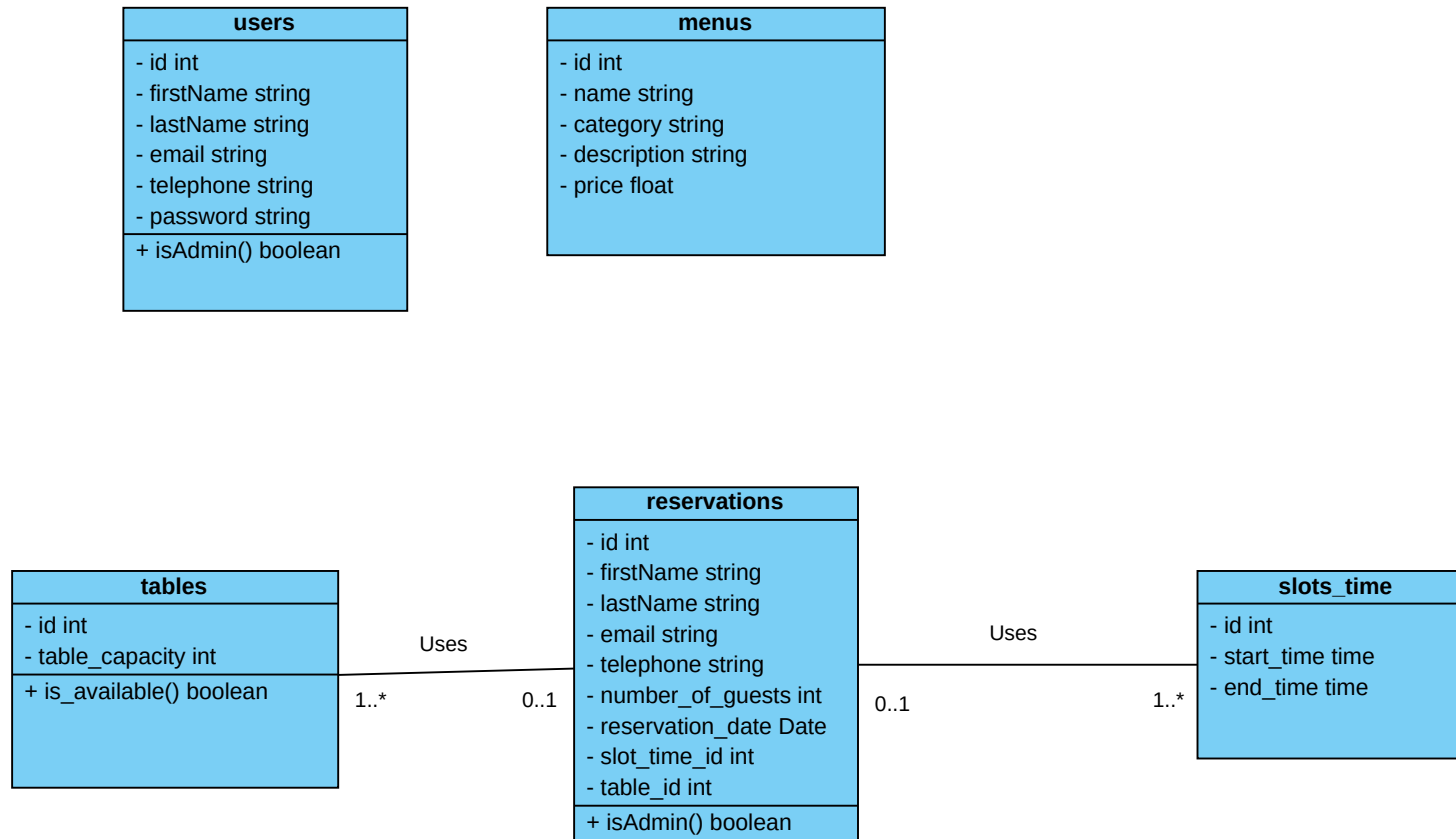 users
- id int
- firstName string
- lastName string
- email string
- telephone string
- password string
+ isAdmin() boolean
menus
- id int
- name string
- category string
- description string
- price float
tables
- id int
- table_capacity int
+ is_available() boolean
Uses
1..*
0..1
reservations
- id int
- firstName string
- lastName string
- email string
- telephone string
- number_of_guests int
- reservation_date Date
- slot_time_id int
- table_id int
+ isAdmin() boolean
Uses
0..1
1..*
slots_time
- id int
- start_time time
- end_time time